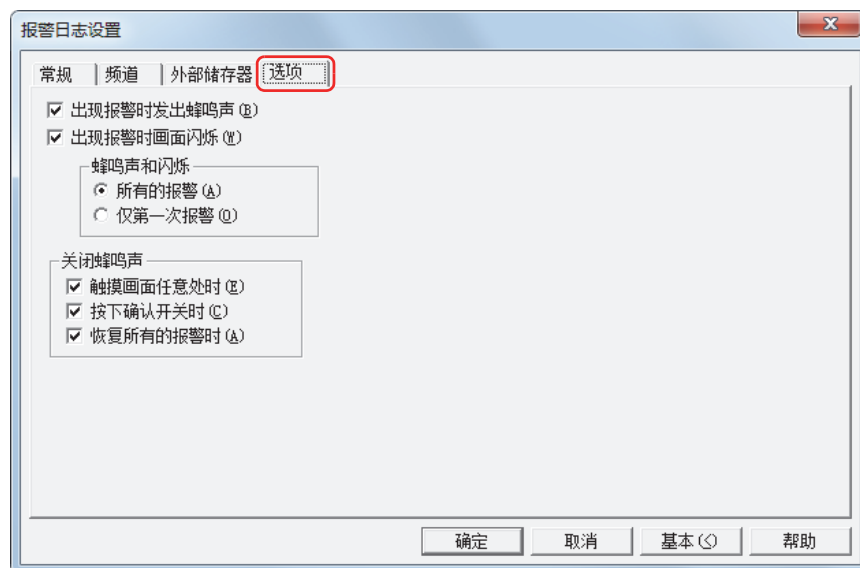 报警日志设置
常规 频道 外部储存器 选项
出现报警时发出蜂鸣声(B)
出现报警时画面闪烁(W)
蜂鸣声和闪烁
所有的报警(A)
仅第一次报警(O)
关闭蜂鸣声
触摸画面任意处时(E)
按下确认开关时(C)
恢复所有的报警时(A)
确定 取消 基本(<) 帮助